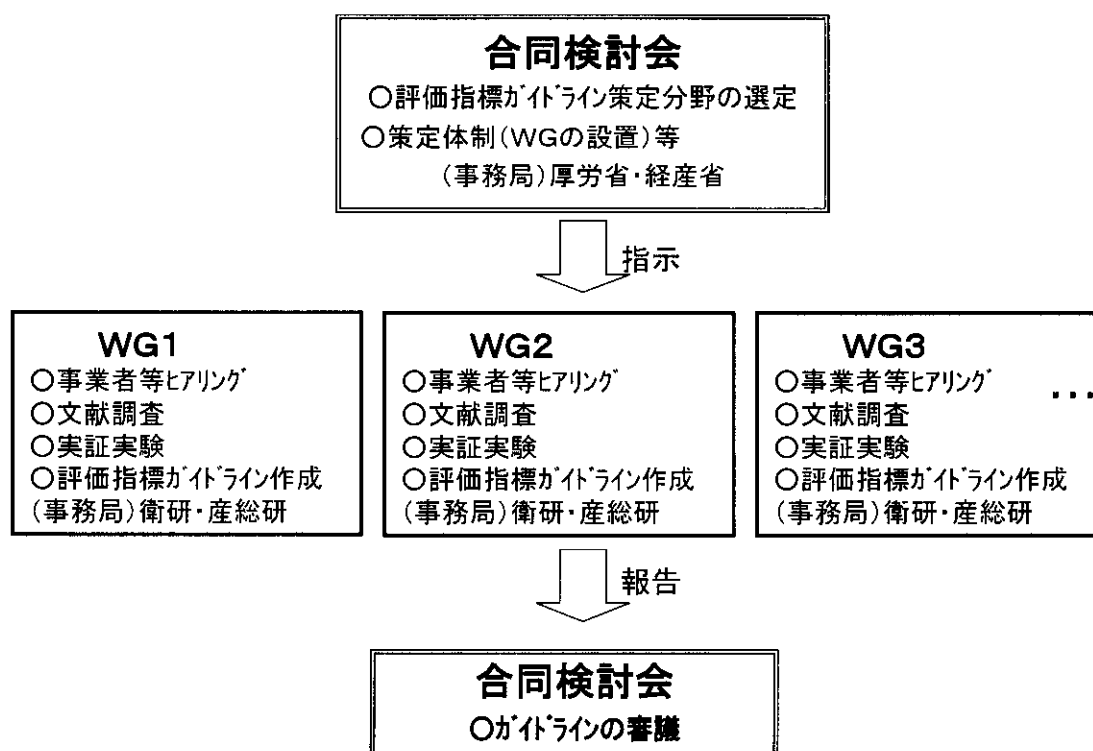 合同検討会
○評価指標ガイドライン策定分野の選定
○策定体制(WGの設置)等
(事務局)厚労省・経産省
指示
WG1
○事業者等ヒアリング
○文献調査
○実証実験
○評価指標ガイドライン作成
(事務局)衛研・産総研
WG2
○事業者等ヒアリング
○文献調査
○実証実験
○評価指標ガイドライン作成
(事務局)衛研・産総研
WG3
○事業者等ヒアリング
○文献調査
○実証実験
○評価指標ガイドライン作成
(事務局)衛研・産総研
…
報告
合同検討会
○ガイドラインの審議